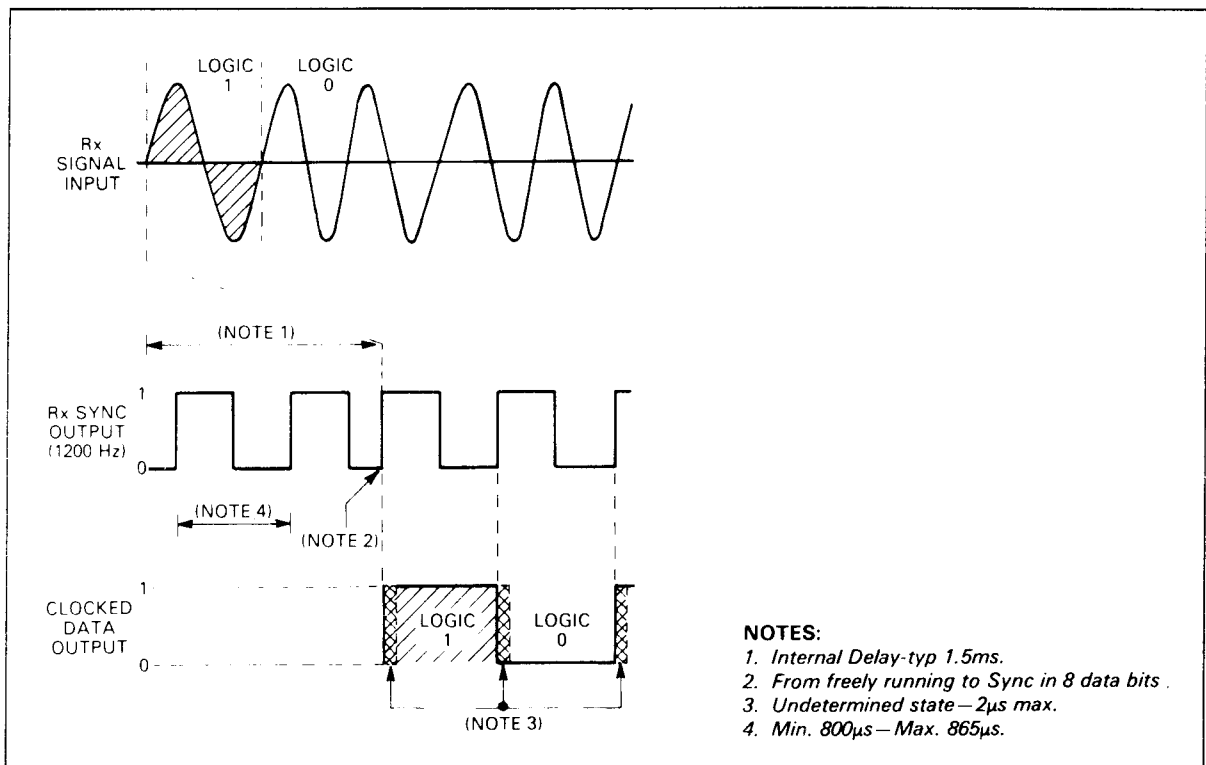 LOGIC
1
LOGIC
0
Rx
SIGNAL
INPUT
(NOTE 1)
1
Rx SYNC
OUTPUT
(1200 Hz)
0
(NOTE 4)
(NOTE 2)
1
CLOCKED
DATA
OUTPUT
0
LOGIC
1
LOGIC
0
(NOTE 3)
NOTES:
1. Internal Delay-typ 1.5ms.
2. From freely running to Sync in 8 data bits.
3. Undetermined state—2µs max.
4. Min. 800µs—Max. 865µs.